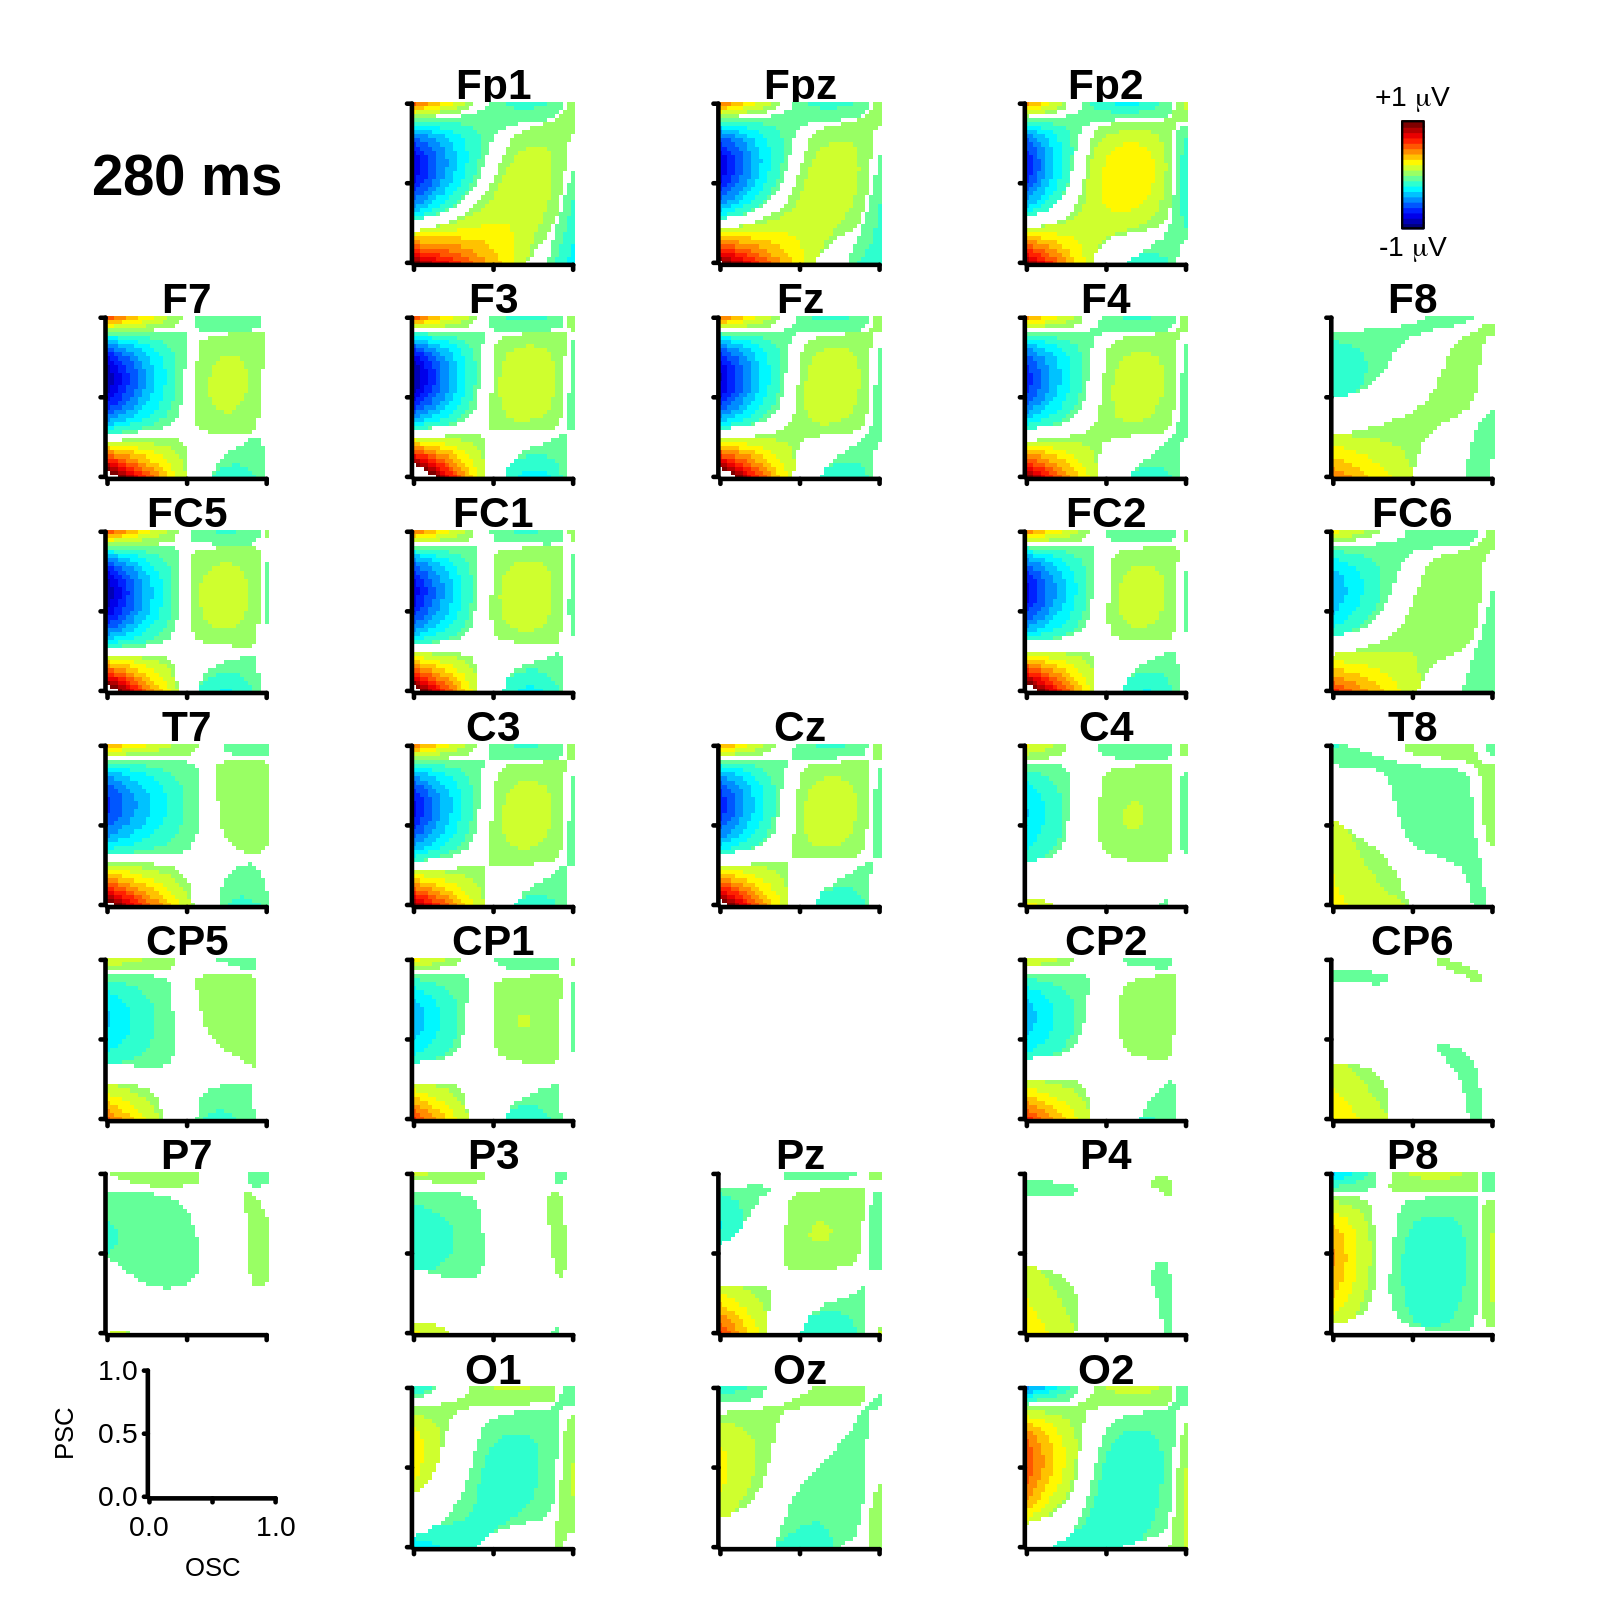 Fp1 Fpz Fp2
+1 μV
280 ms
-1 μV
F7 F3 Fz F4 F8
FC5 FC1 FC2 FC6
T7 C3 Cz C4 T8
CP5 CP1 CP2 CP6
P7 P3 Pz P4 P8
O1 Oz O2
1.0
0.5
0.0
PSC
0.0 1.0
OSC